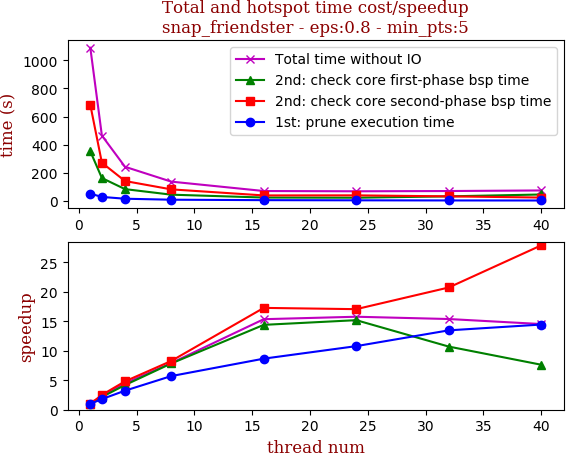 Total and hotspot time cost/speedup
snap_friendster - eps:0.8 - min_pts:5
time (s)
1000
800
600
400
200
0
Total time without IO
2nd: check core first-phase bsp time
2nd: check core second-phase bsp time
1st: prune execution time
0 5 10 15 20 25 30 35 40
speedup
25
20
15
10
5
0
0 5 10 15 20 25 30 35 40
thread num